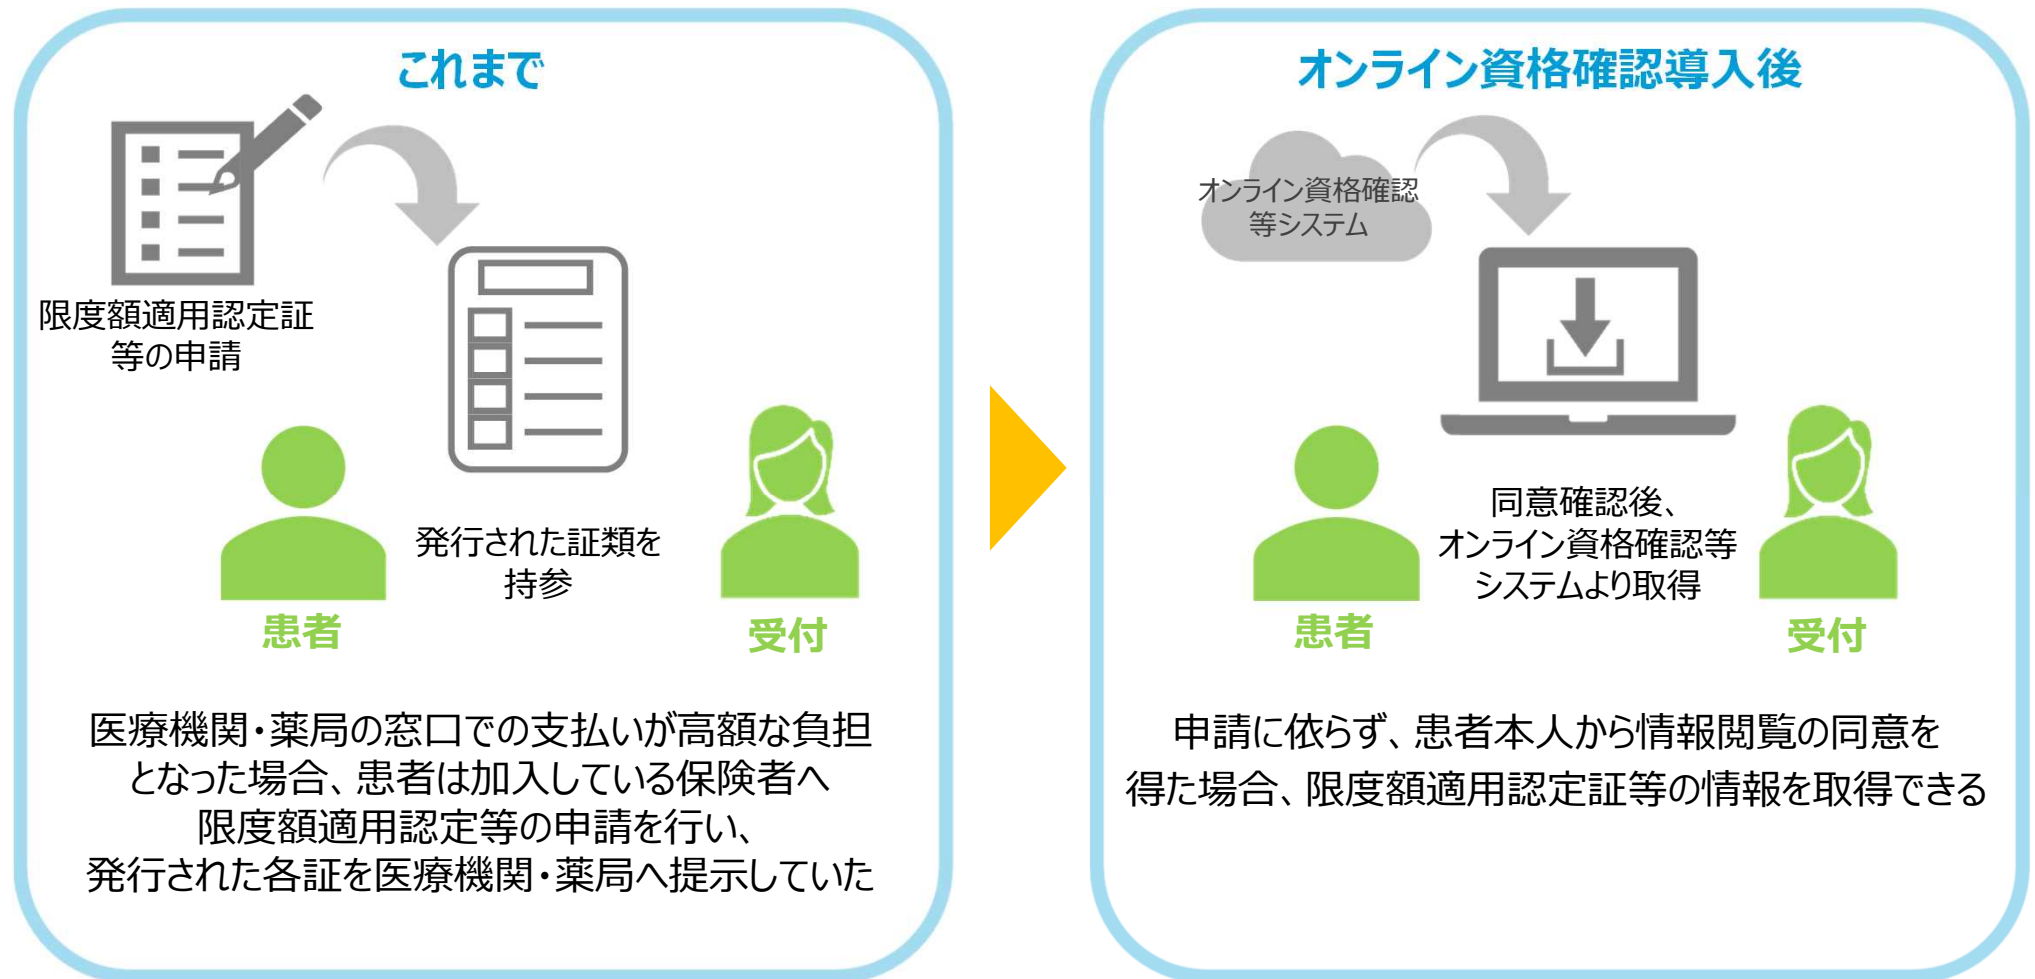 これまで
限度額適用認定証
等の申請
発行された証類を
持参
患者
受付
医療機関・薬局の窓口での支払いが高額な負担
となった場合、患者は加入している保険者へ
限度額適用認定等の申請を行い、
発行された各証を医療機関・薬局へ提示していた
オンライン資格確認導入後
オンライン資格確認
等システム
同意確認後、
オンライン資格確認等
システムより取得
患者
受付
申請に依らず、患者本人から情報閲覧の同意を
得た場合、限度額適用認定証等の情報を取得できる